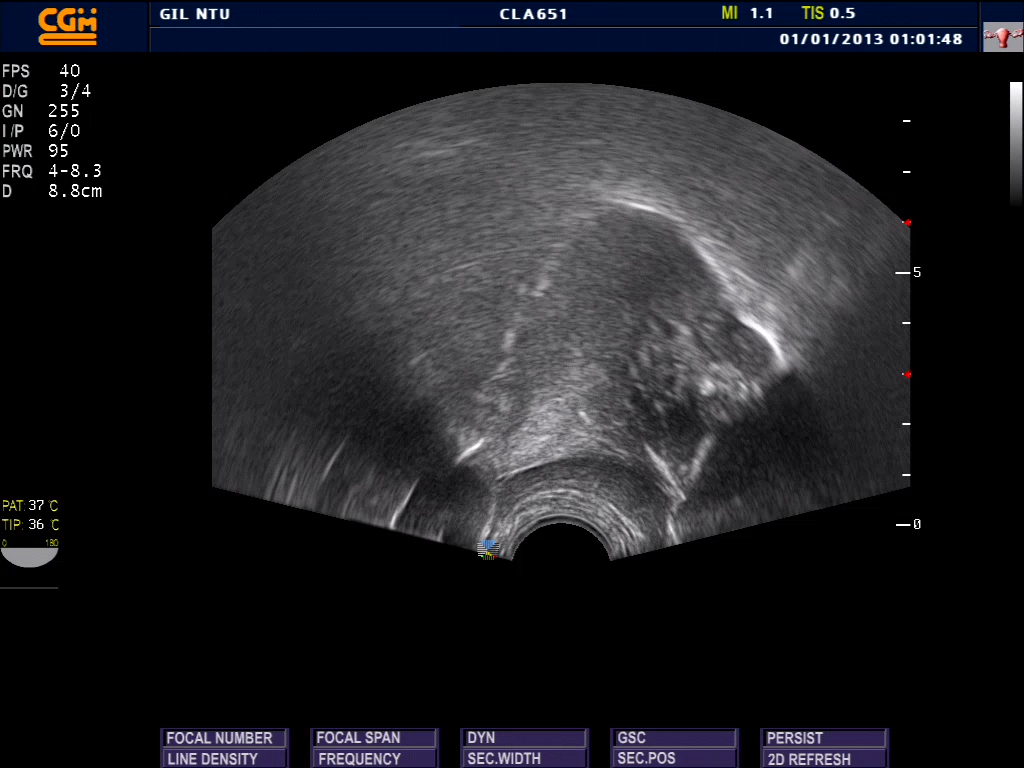 CGM
GIL NTU CLA651 MI 1.1 TIS 0.5
01/01/2013 01:01:48
FPS 40
D/G 3/4
GN 255
I/P 6/0
PWR 95
FRQ 4-8.3
D 8.8cm
5
PAT: 37 °C
TIP: 36 °C
0 180
0
FOCAL NUMBER FOCAL SPAN DYN GSC PERSIST
LINE DENSITY FREQUENCY SEC.WIDTH SEC.POS 2D REFRESH